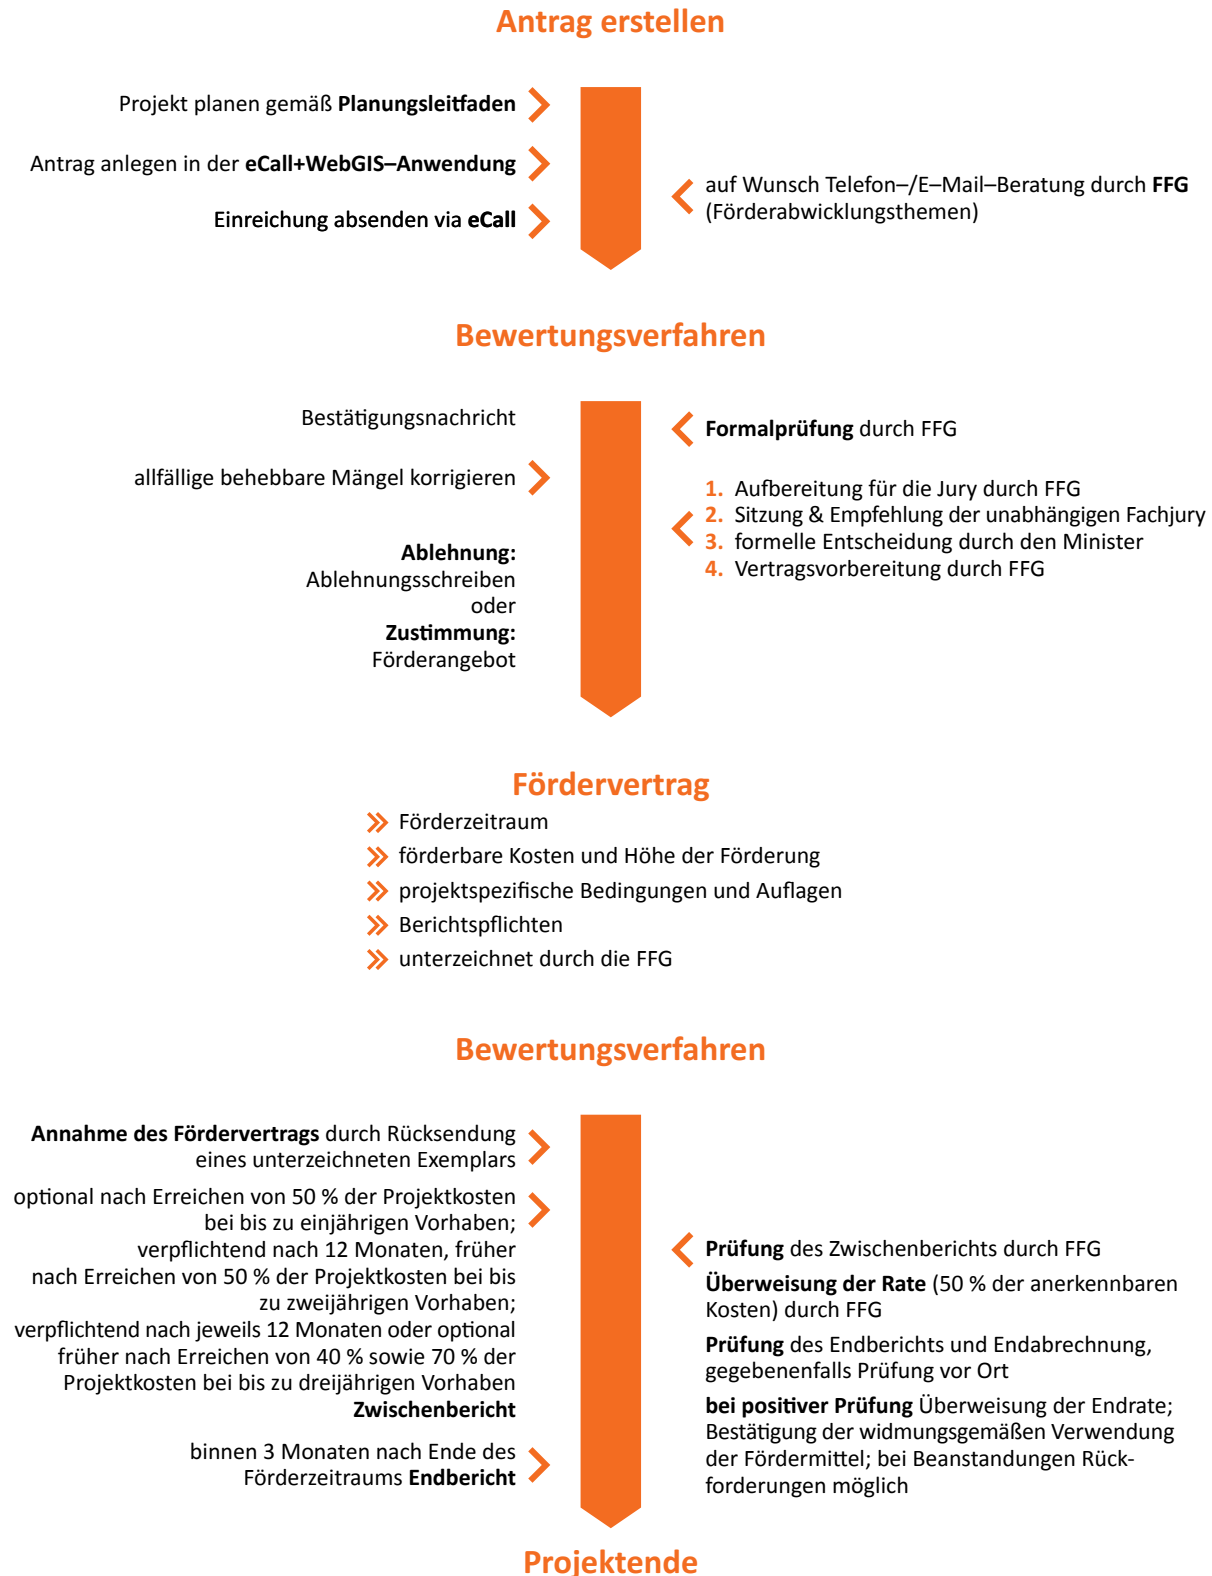 Antrag erstellen
Projekt planen gemäß Planungsleitfaden
Antrag anlegen in der eCall+WebGIS–Anwendung
Einreichung absenden via eCall
auf Wunsch Telefon–/E–Mail–Beratung durch FFG
(Förderabwicklungsthemen)
Bewertungsverfahren
Bestätigungsnachricht
allfällige behebbare Mängel korrigieren
Ablehnung:
Ablehnungsschreiben
oder
Zustimmung:
Förderangebot
Formalprüfung durch FFG
1. Aufbereitung für die Jury durch FFG
2. Sitzung & Empfehlung der unabhängigen Fachjury
3. formelle Entscheidung durch den Minister
4. Vertragsvorbereitung durch FFG
Fördervertrag
Förderzeitraum
förderbare Kosten und Höhe der Förderung
projektspezifische Bedingungen und Auflagen
Berichtspflichten
unterzeichnet durch die FFG
Bewertungsverfahren
Annahme des Fördervertrags durch Rücksendung
eines unterzeichneten Exemplars
optional nach Erreichen von 50 % der Projektkosten
bei bis zu einjährigen Vorhaben;
verpflichtend nach 12 Monaten, früher
nach Erreichen von 50 % der Projektkosten bei bis
zu zweijährigen Vorhaben;
verpflichtend nach jeweils 12 Monaten oder optional
früher nach Erreichen von 40 % sowie 70 % der
Projektkosten bei bis zu dreijährigen Vorhaben
Zwischenbericht
binnen 3 Monaten nach Ende des
Förderzeitraums Endbericht
Prüfung des Zwischenberichts durch FFG
Überweisung der Rate (50 % der anerkennbaren
Kosten) durch FFG
Prüfung des Endberichts und Endabrechnung,
gegebenenfalls Prüfung vor Ort
bei positiver Prüfung Überweisung der Endrate;
Bestätigung der widmungsgemäßen Verwendung
der Fördermittel; bei Beanstandungen Rück-
forderungen möglich
Projektende